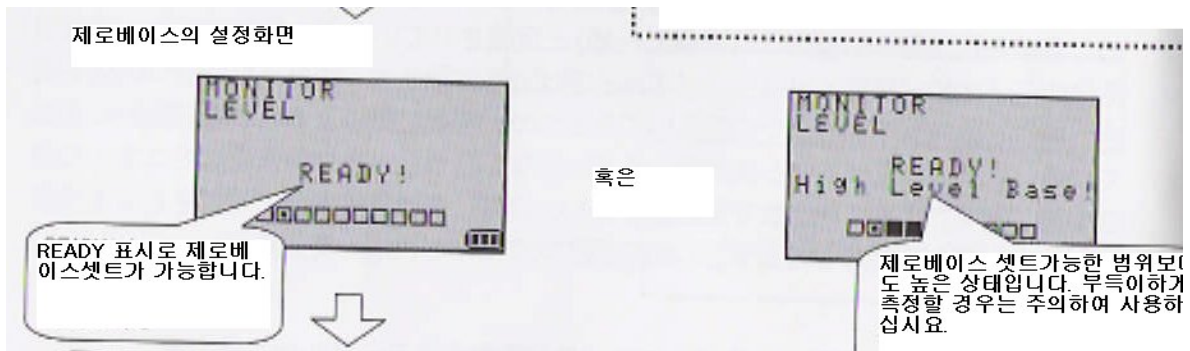 제로베이스의 설정화면
MONITOR
LEVEL
READY!
READY 표시로 제로베
이스셋트가 가능합니다.
혹은
MONITOR
LEVEL
READY!
High Level Base!
제로베이스 셋트가능한 범위보다
도 높은 상태입니다. 부득이하게
측정할 경우는 주의하여 사용하
십시요.